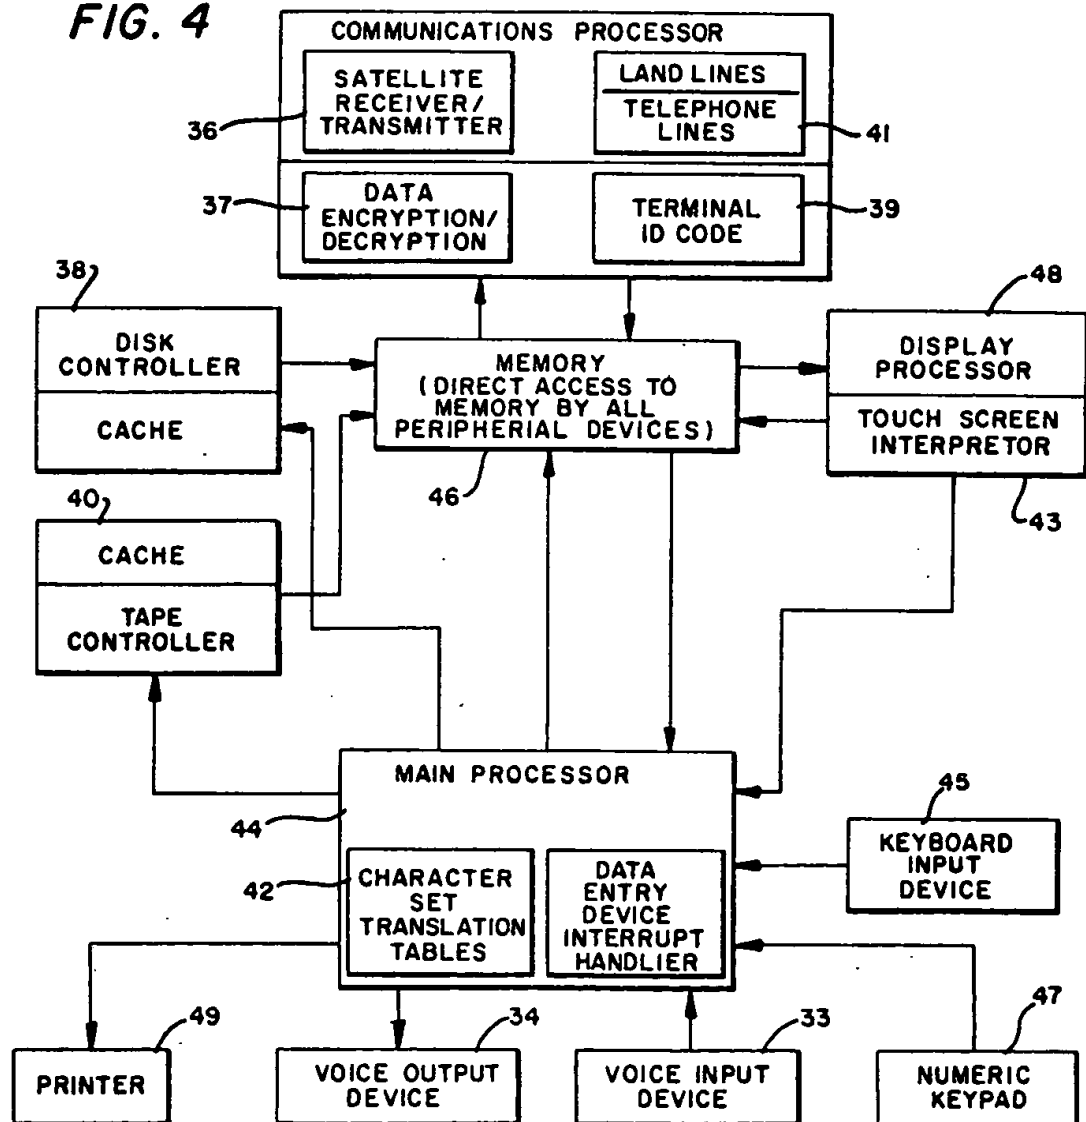 FIG. 4
COMMUNICATIONS PROCESSOR
SATELLITE
RECEIVER/
TRANSMITTER
36
LAND LINES
TELEPHONE
LINES
41
DATA
ENCRYPTION/
DECRYPTION
37
TERMINAL
ID CODE
39
38
DISK
CONTROLLER
CACHE
MEMORY
(DIRECT ACCESS TO
MEMORY BY ALL
PERIPHERIAL DEVICES)
46
48
DISPLAY
PROCESSOR
TOUCH SCREEN
INTERPRETOR
43
40
CACHE
TAPE
CONTROLLER
MAIN PROCESSOR
44
42
CHARACTER
SET
TRANSLATION
TABLES
DATA
ENTRY
DEVICE
INTERRUPT
HANDLIER
45
KEYBOARD
INPUT
DEVICE
49
PRINTER
34
VOICE OUTPUT
DEVICE
33
VOICE INPUT
DEVICE
47
NUMERIC
KEYPAD